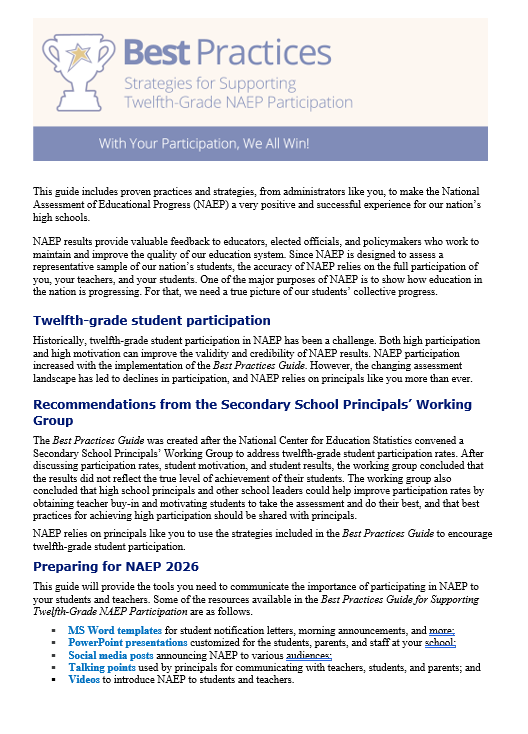 Best Practices
Strategies for Supporting
Twelfth-Grade NAEP Participation
With Your Participation, We All Win!
This guide includes proven practices and strategies, from administrators like you, to make the National
Assessment of Educational Progress (NAEP) a very positive and successful experience for our nation's
high schools.
NAEP results provide valuable feedback to educators, elected officials, and policymakers who work to
maintain and improve the quality of our education system. Since NAEP is designed to assess a
representative sample of our nation's students, the accuracy of NAEP relies on the full participation of
you, your teachers, and your students. One of the major purposes of NAEP is to show how education in
the nation is progressing. For that, we need a true picture of our students' collective progress.
Twelfth-grade student participation
Historically, twelfth-grade student participation in NAEP has been a challenge. Both high participation
and high motivation can improve the validity and credibility of NAEP results. NAEP participation
increased with the implementation of the Best Practices Guide. However, the changing assessment
landscape has led to declines in participation, and NAEP relies on principals like you more than ever.
Recommendations from the Secondary School Principals' Working
Group
The Best Practices Guide was created after the National Center for Education Statistics convened a
Secondary School Principals' Working Group to address twelfth-grade student participation rates. After
discussing participation rates, student motivation, and student results, the working group concluded that
the results did not reflect the true level of achievement of their students. The working group also
concluded that high school principals and other school leaders could help improve participation rates by
obtaining teacher buy-in and motivating students to take the assessment and do their best, and that best
practices for achieving high participation should be shared with principals.
NAEP relies on principals like you to use the strategies included in the Best Practices Guide to encourage
twelfth-grade student participation.
Preparing for NAEP 2026
This guide will provide the tools you need to communicate the importance of participating in NAEP to
your students and teachers. Some of the resources available in the Best Practices Guide for Supporting
Twelfth-Grade NAEP Participation are as follows.
▪ MS Word templates for student notification letters, morning announcements, and more;
▪ PowerPoint presentations customized for the students, parents, and staff at your school;
▪ Social media posts announcing NAEP to various audiences;
▪ Talking points used by principals for communicating with teachers, students, and parents; and
▪ Videos to introduce NAEP to students and teachers.